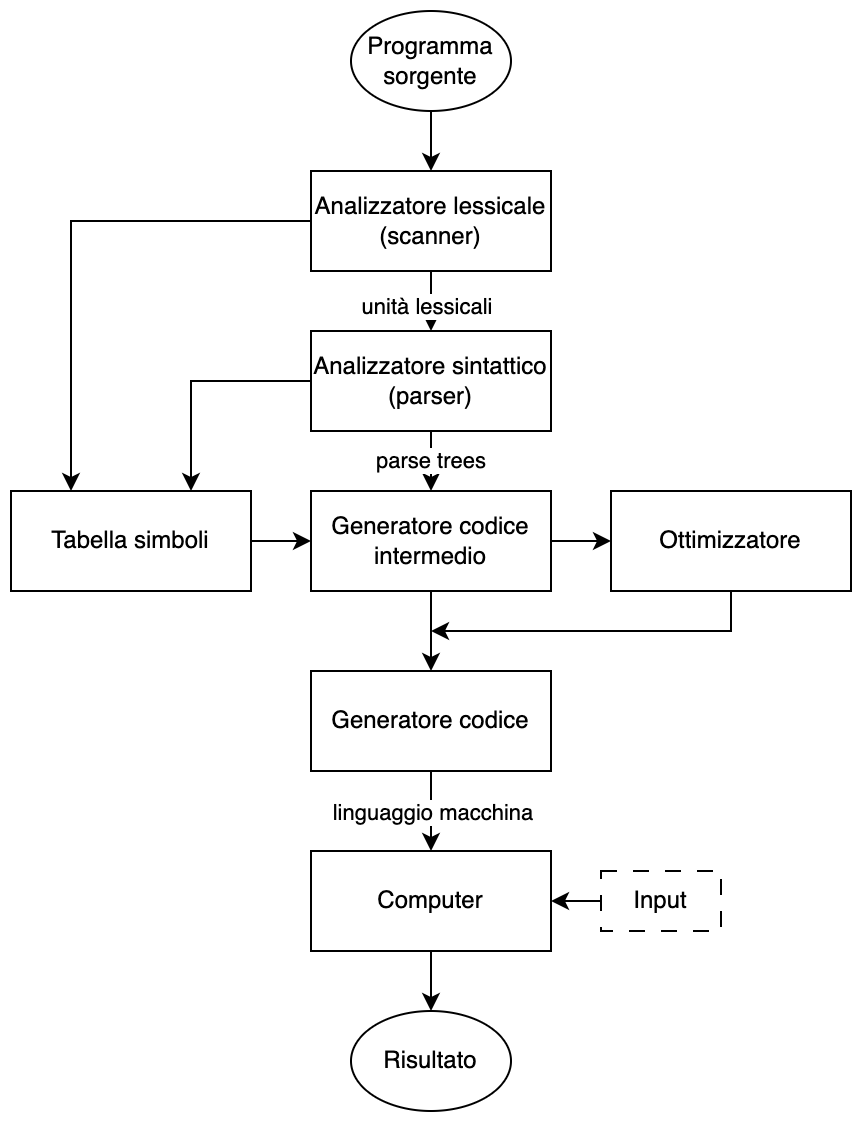 Programma
sorgente
Analizzatore lessicale
(scanner)
unità lessicali
Analizzatore sintattico
(parser)
parse trees
Tabella simboli
Generatore codice
intermedio
Ottimizzatore
Generatore codice
linguaggio macchina
Computer
Input
Risultato